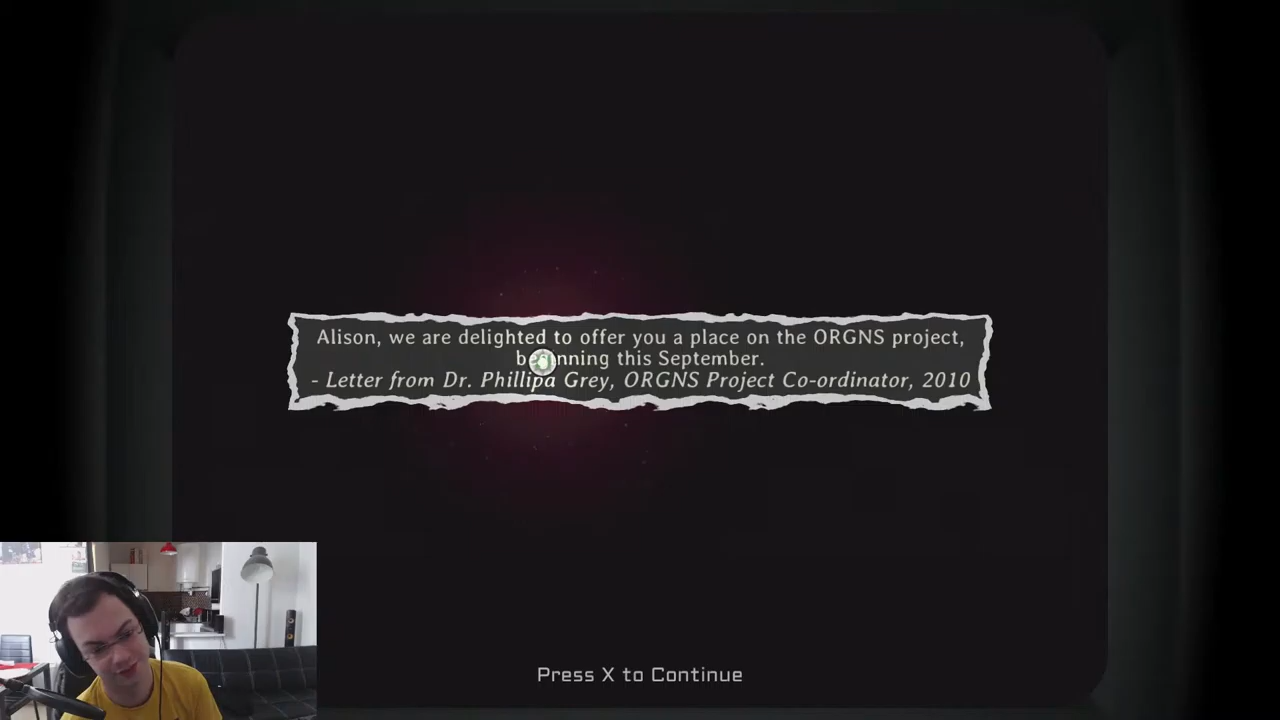 Alison, we are delighted to offer you a place on the ORGNS project,
beginning this September.
- Letter from Dr. Phillipa Grey, ORGNS Project Co-ordinator, 2010
Press X to Continue